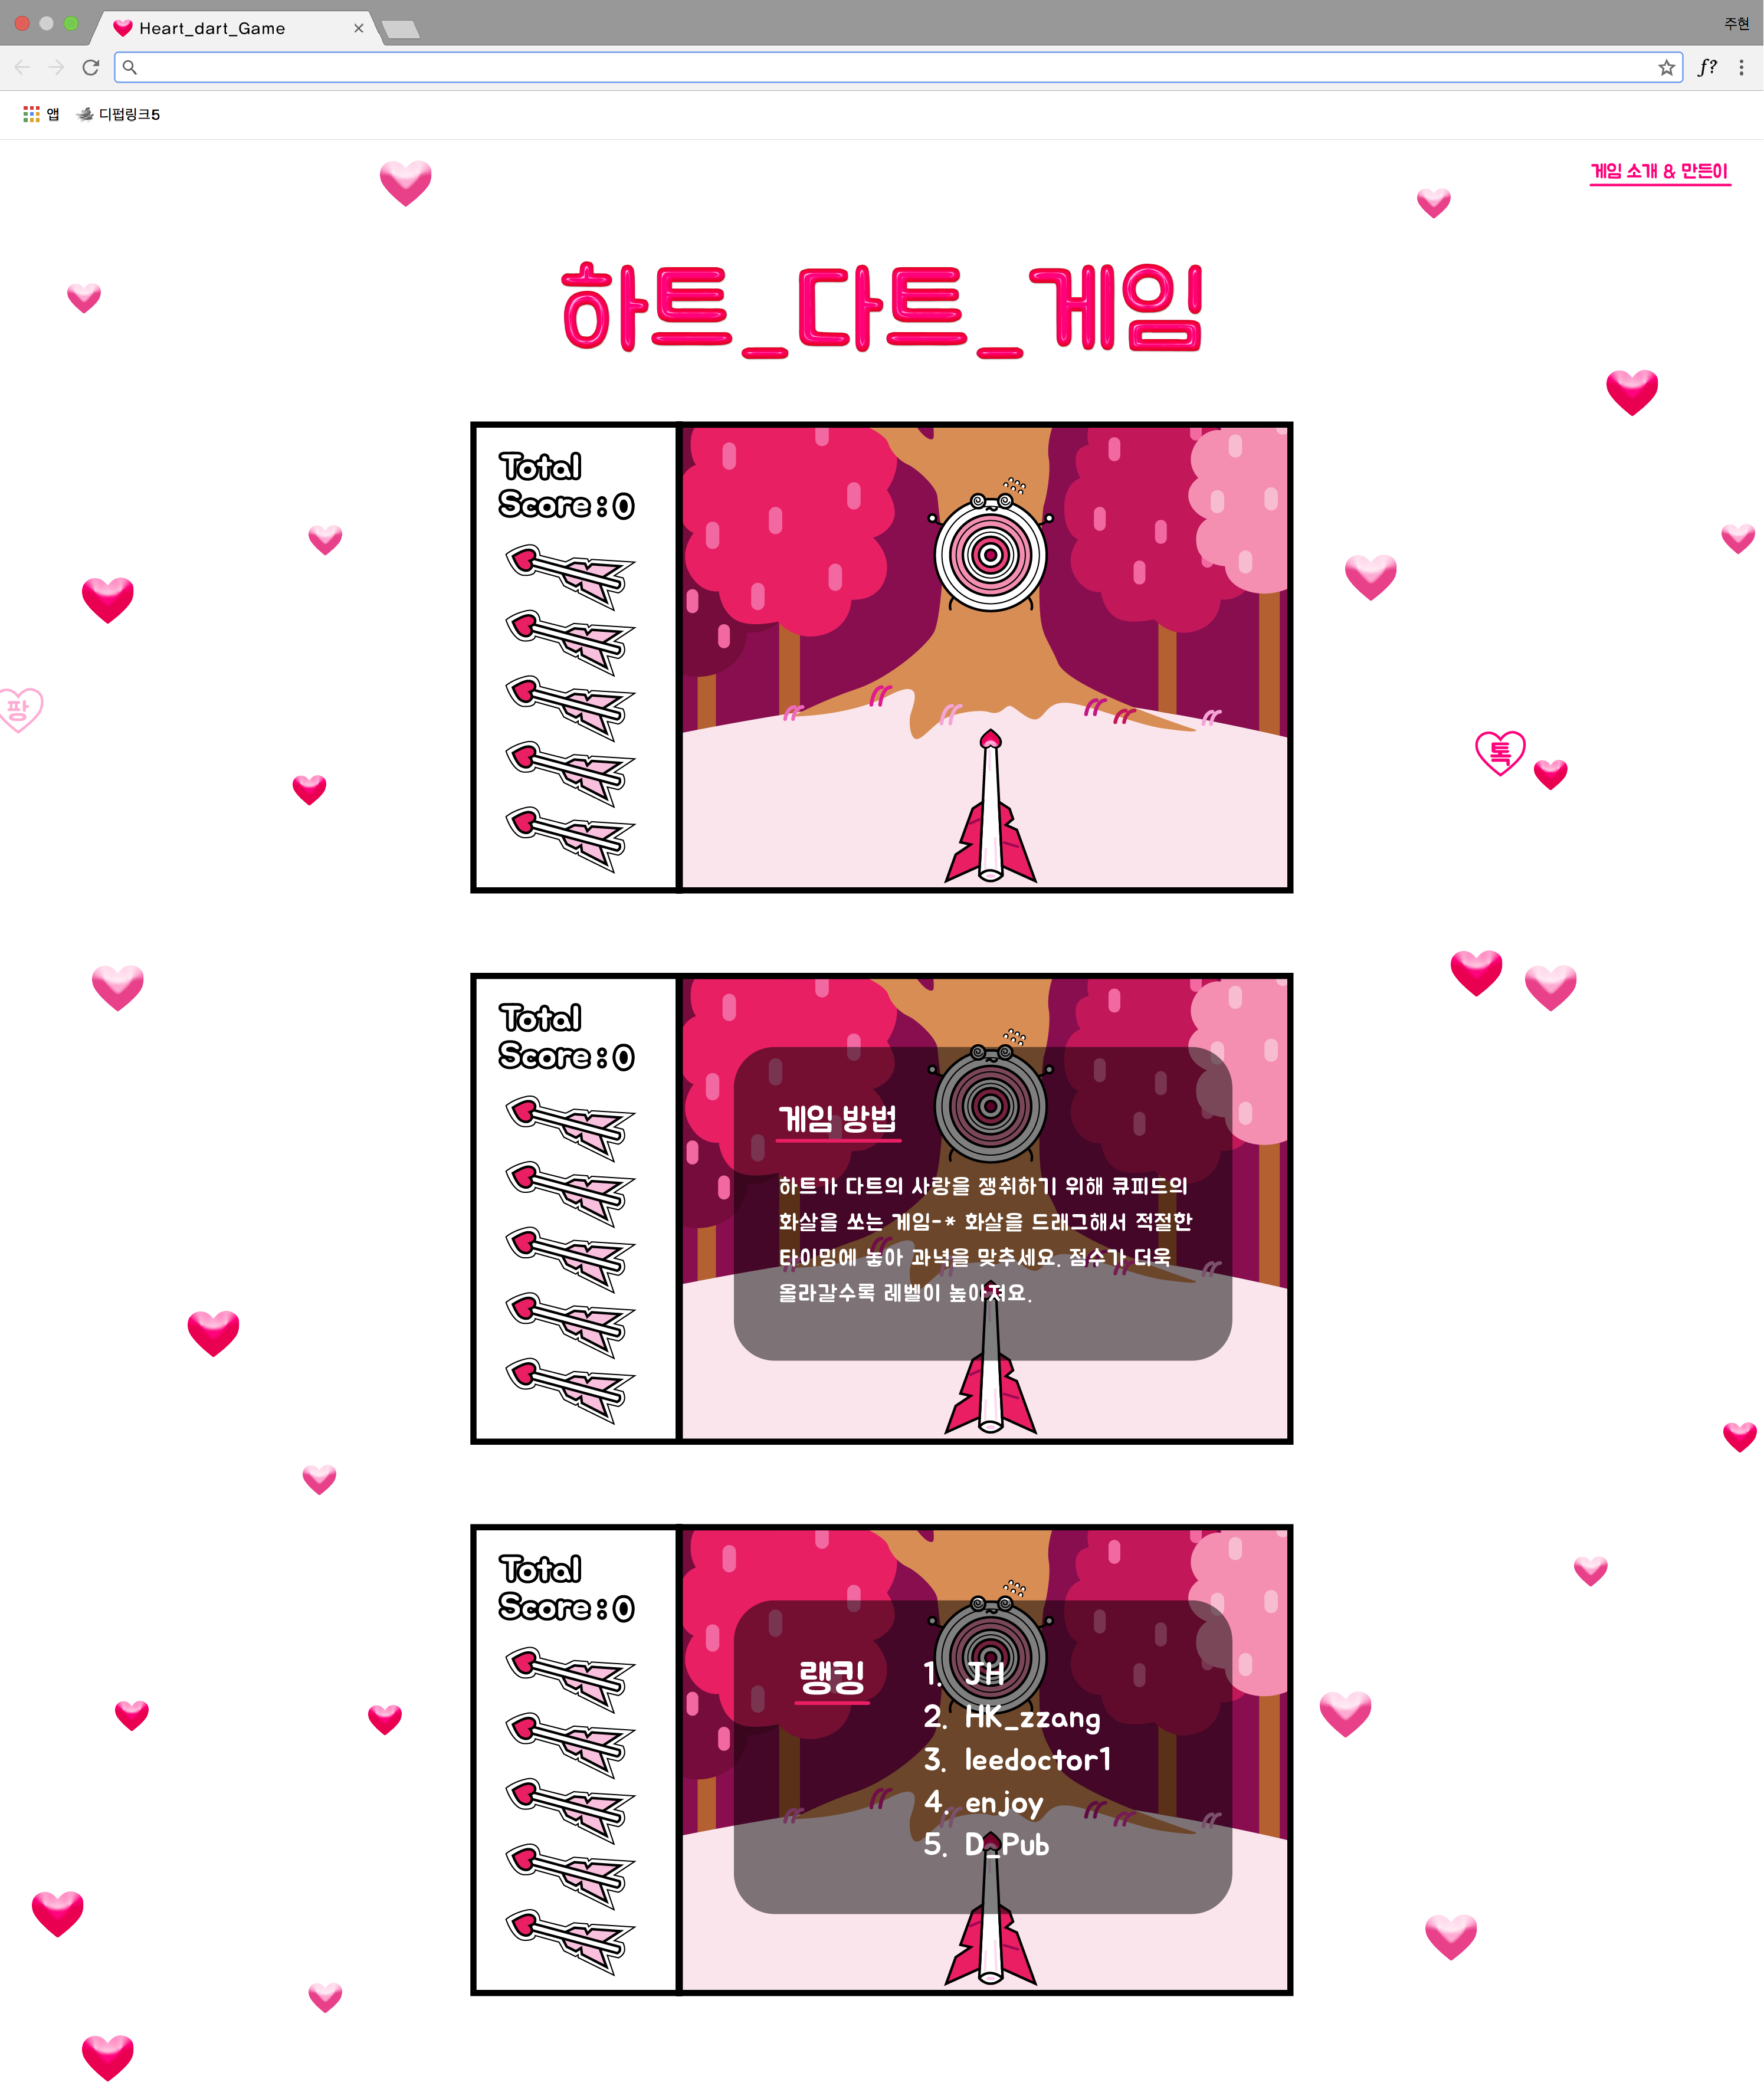 Heart_dart_Game
주현
f?
앱
디펍링크5
게임 소개 & 만든이
하트_다트_게임
Total
Score : 0
팡
톡
Total
Score : 0
게임 방법
하트가 다트의 사랑을 쟁취하기 위해 큐피드의
화살을 쏘는 게임-* 화살을 드래그해서 적절한
타이밍에 놓아 과녁을 맞추세요. 점수가 더욱
올라갈수록 레벨이 높아져요.
Total
Score : 0
랭킹
1. JH
2. HK_zzang
3. leedoctor1
4. enjoy
5. D_Pub